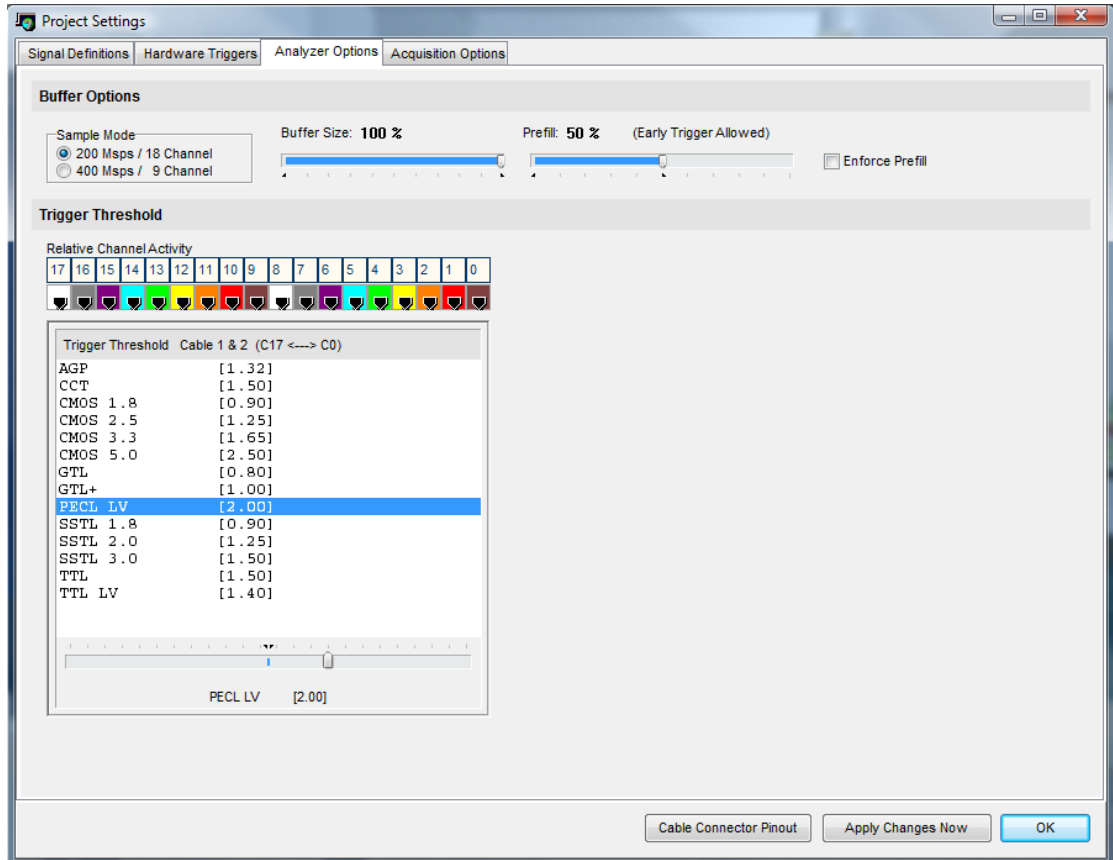 Project Settings
Signal Definitions Hardware Triggers Analyzer Options Acquisition Options
Buffer Options
Sample Mode
200 Msps / 18 Channel
400 Msps / 9 Channel
Buffer Size: 100 %
Prefill: 50 % (Early Trigger Allowed)
Enforce Prefill
Trigger Threshold
Relative Channel Activity
17 16 15 14 13 12 11 10 9 8 7 6 5 4 3 2 1 0
Trigger Threshold Cable 1 & 2 (C17 <---> C0)
AGP [1.32]
CCT [1.50]
CMOS 1.8 [0.90]
CMOS 2.5 [1.25]
CMOS 3.3 [1.65]
CMOS 5.0 [2.50]
GTL [0.80]
GTL+ [1.00]
PECL LV [2.00]
SSTL 1.8 [0.90]
SSTL 2.0 [1.25]
SSTL 3.0 [1.50]
TTL [1.50]
TTL LV [1.40]
PECL LV [2.00]
Cable Connector Pinout Apply Changes Now OK